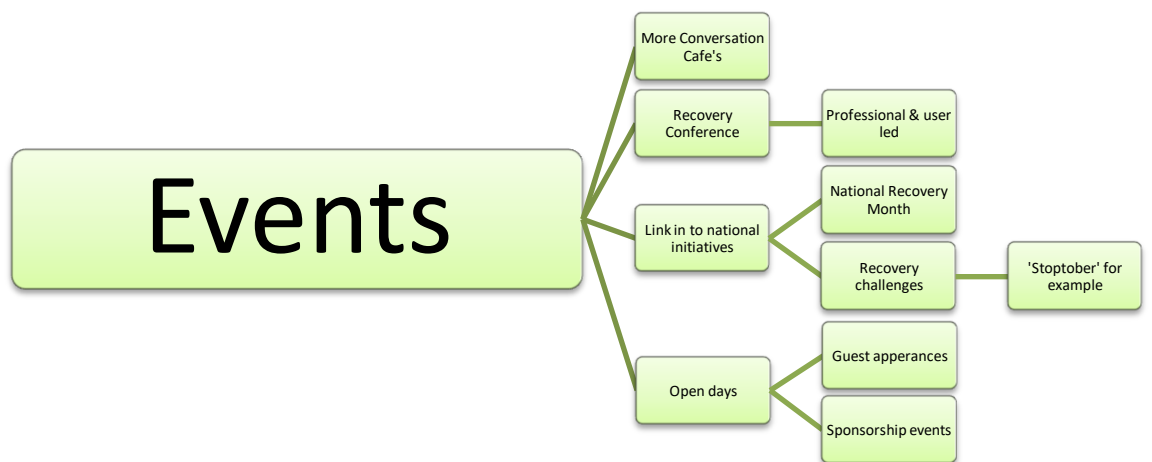 Events
More Conversation
Cafe's
Recovery
Conference
Professional & user
led
Link in to national
initiatives
National Recovery
Month
Recovery
challenges
'Stoptober' for
example
Open days
Guest apperances
Sponsorship events